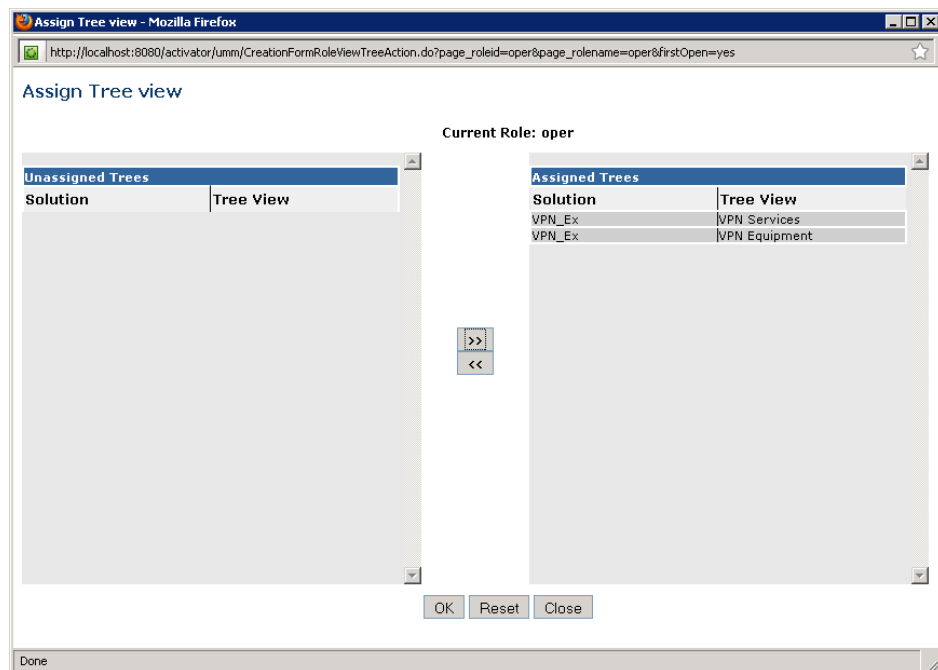 Assign Tree view - Mozilla Firefox
http://localhost:8080/activator/umm/CreationFormRoleViewTreeAction.do?page_roleid=oper&page_rolename=oper&firstOpen=yes
Assign Tree view
Current Role: oper
Unassigned Trees
Solution Tree View
Assigned Trees
Solution Tree View
VPN_Ex VPN Services
VPN_Ex VPN Equipment
>>
<<
OK Reset Close
Done